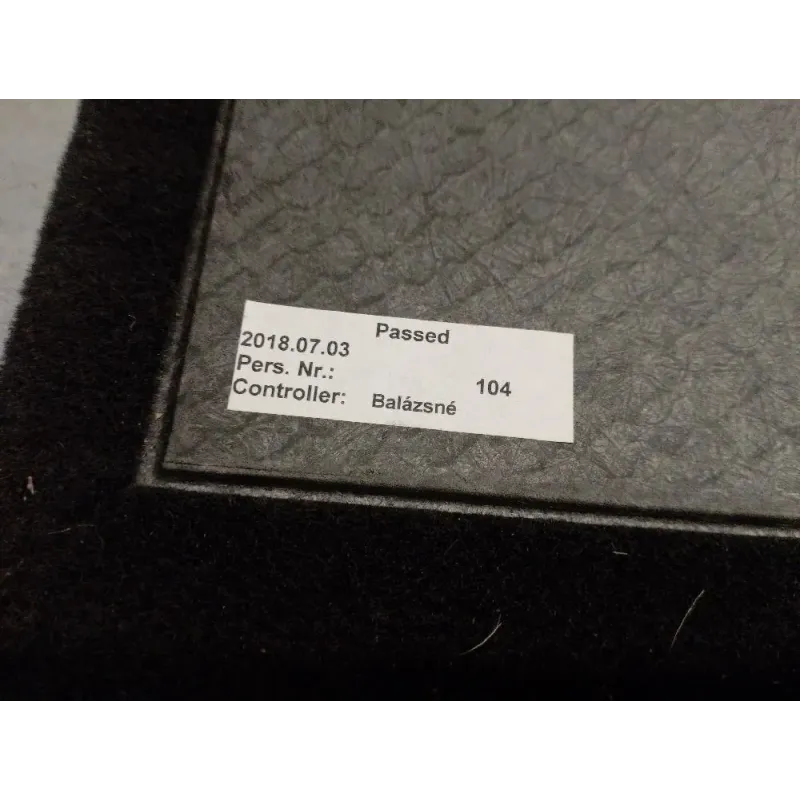 Passed
2018.07.03
Pers. Nr.: 104
Controller: Balázsné